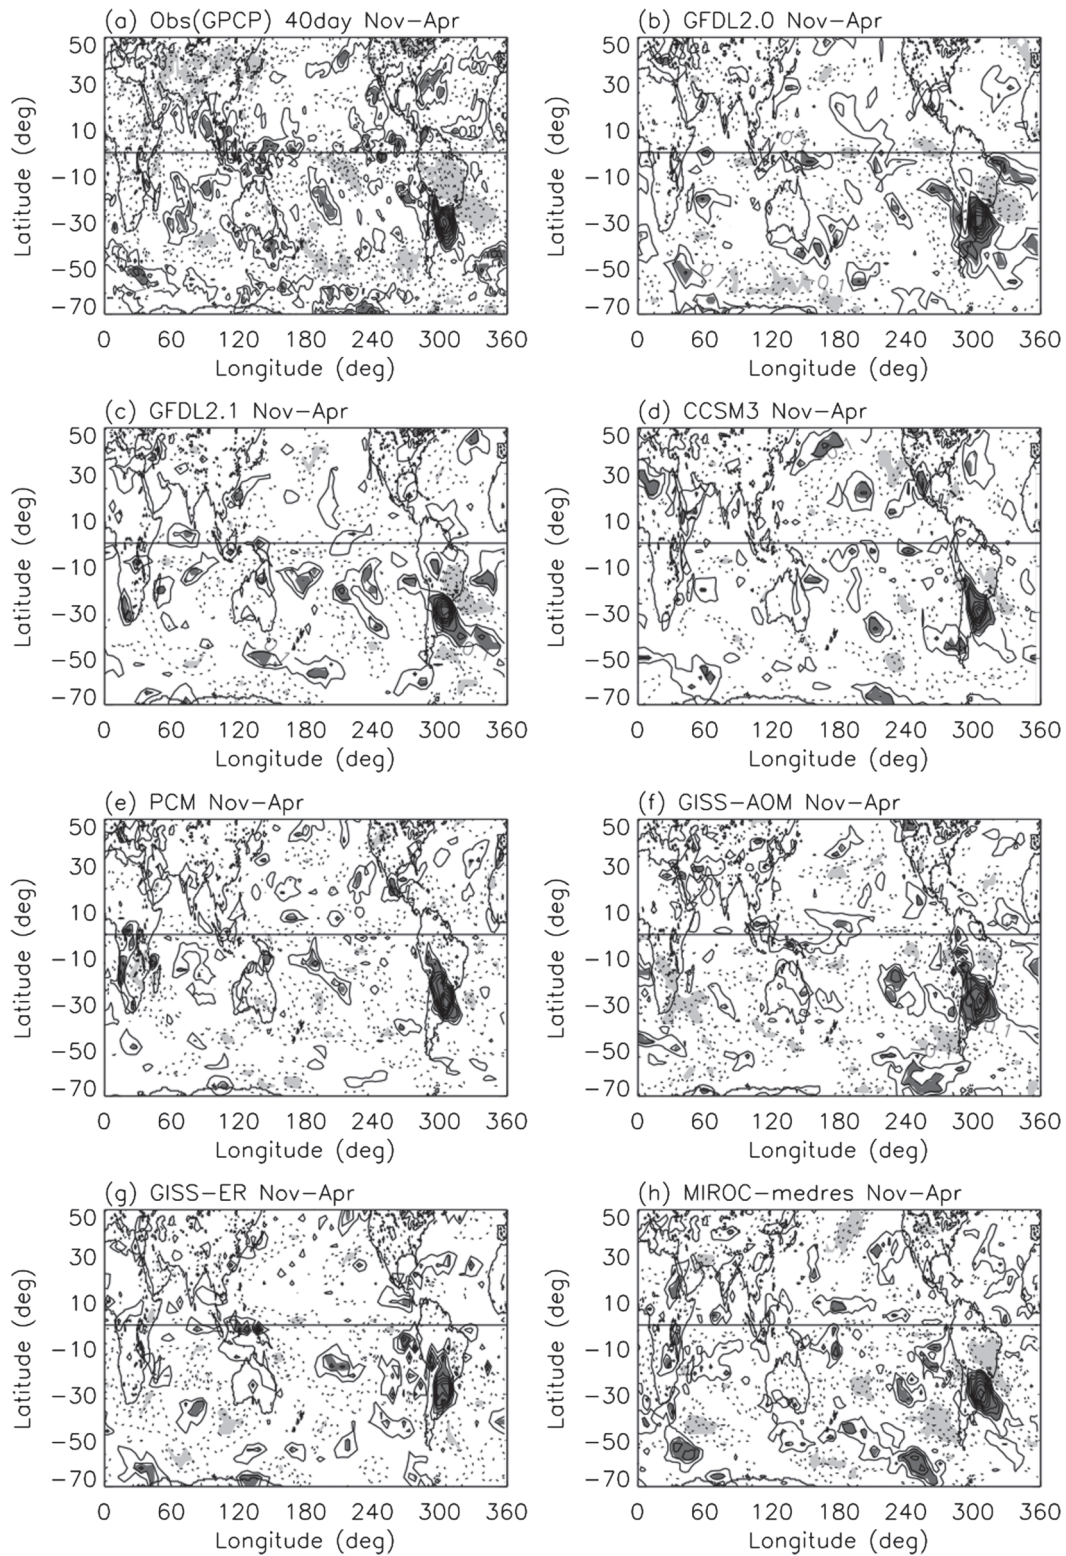 (a) Obs(GPCP) 40day Nov-Apr
Latitude (deg)
50
30
10
-10
-30
-50
-70
0 60 120 180 240 300 360
Longitude (deg)
(b) GFDL2.0 Nov-Apr
Latitude (deg)
50
30
10
-10
-30
-50
-70
0 60 120 180 240 300 360
Longitude (deg)
(c) GFDL2.1 Nov-Apr
Latitude (deg)
50
30
10
-10
-30
-50
-70
0 60 120 180 240 300 360
Longitude (deg)
(d) CCSM3 Nov-Apr
Latitude (deg)
50
30
10
-10
-30
-50
-70
0 60 120 180 240 300 360
Longitude (deg)
(e) PCM Nov-Apr
Latitude (deg)
50
30
10
-10
-30
-50
-70
0 60 120 180 240 300 360
Longitude (deg)
(f) GISS-AOM Nov-Apr
Latitude (deg)
50
30
10
-10
-30
-50
-70
0 60 120 180 240 300 360
Longitude (deg)
(g) GISS-ER Nov-Apr
Latitude (deg)
50
30
10
-10
-30
-50
-70
0 60 120 180 240 300 360
Longitude (deg)
(h) MIROC-medres Nov-Apr
Latitude (deg)
50
30
10
-10
-30
-50
-70
0 60 120 180 240 300 360
Longitude (deg)